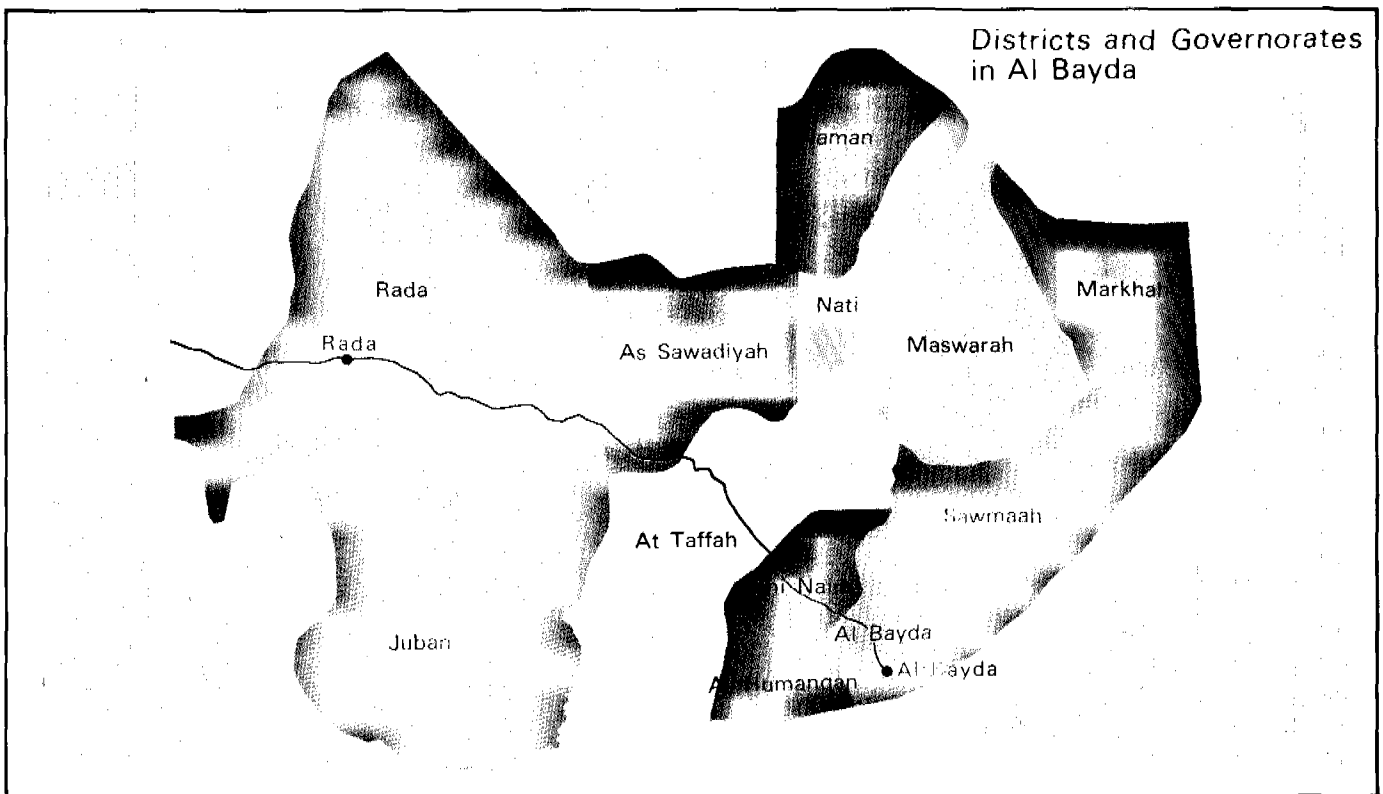 Districts and Governorates
in Al Bayda
Rada
Nati
Rada
As Sawadiyah
Maswarah
Sawmaah
At Taffah
Al Bayda
Juban
Al Bayda